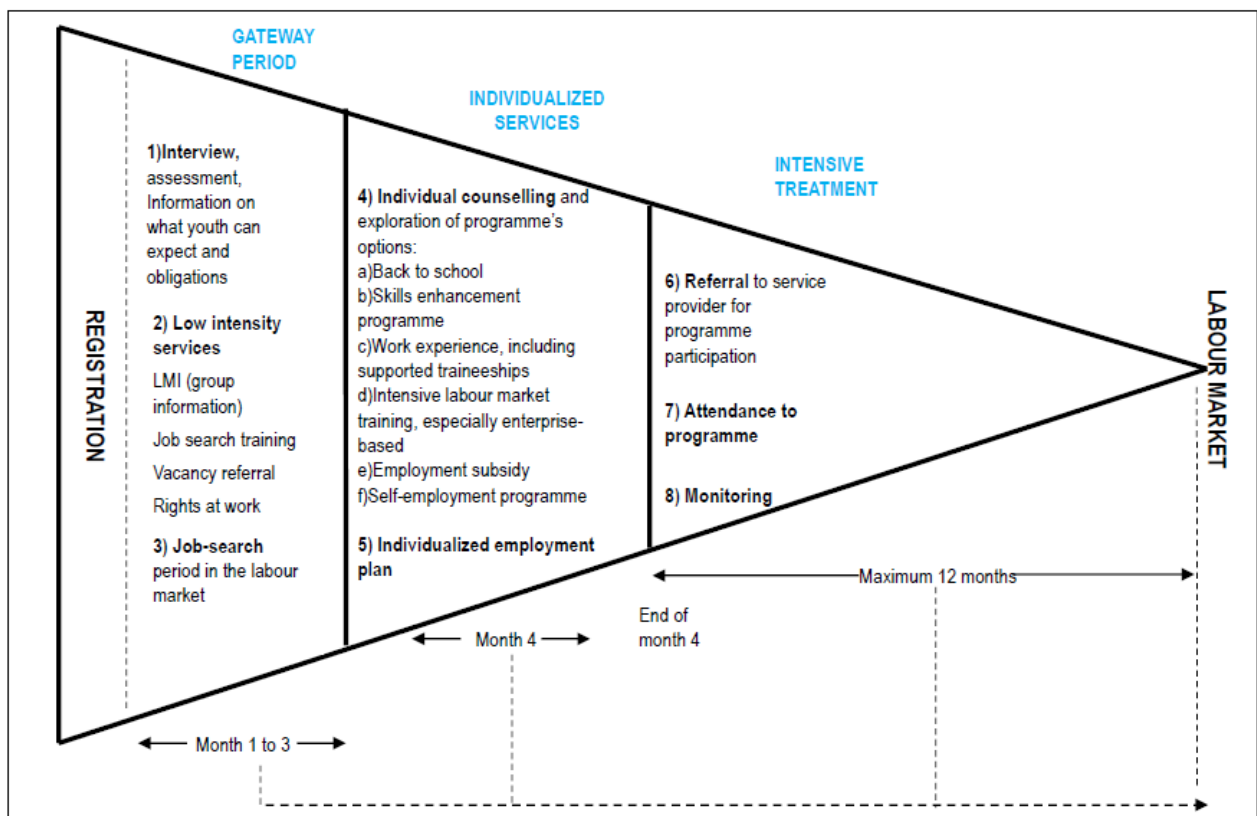 GATEWAY
PERIOD
INDIVIDUALIZED
SERVICES
INTENSIVE
TREATMENT
REGISTRATION
1)Interview,
assessment,
Information on
what youth can
expect and
obligations
2) Low intensity
services
LMI (group
information)
Job search training
Vacancy referral
Rights at work
3) Job-search
period in the labour
market
4) Individual counselling and
exploration of programme's
options:
a)Back to school
b)Skills enhancement
programme
c)Work experience, including
supported traineeships
d)Intensive labour market
training, especially enterprise-
based
e)Employment subsidy
f)Self-employment programme
5) Individualized employment
plan
6) Referral to service
provider for
programme
participation
7) Attendance to
programme
8) Monitoring
LABOUR MARKET
Maximum 12 months
End of
month 4
Month 4
Month 1 to 3